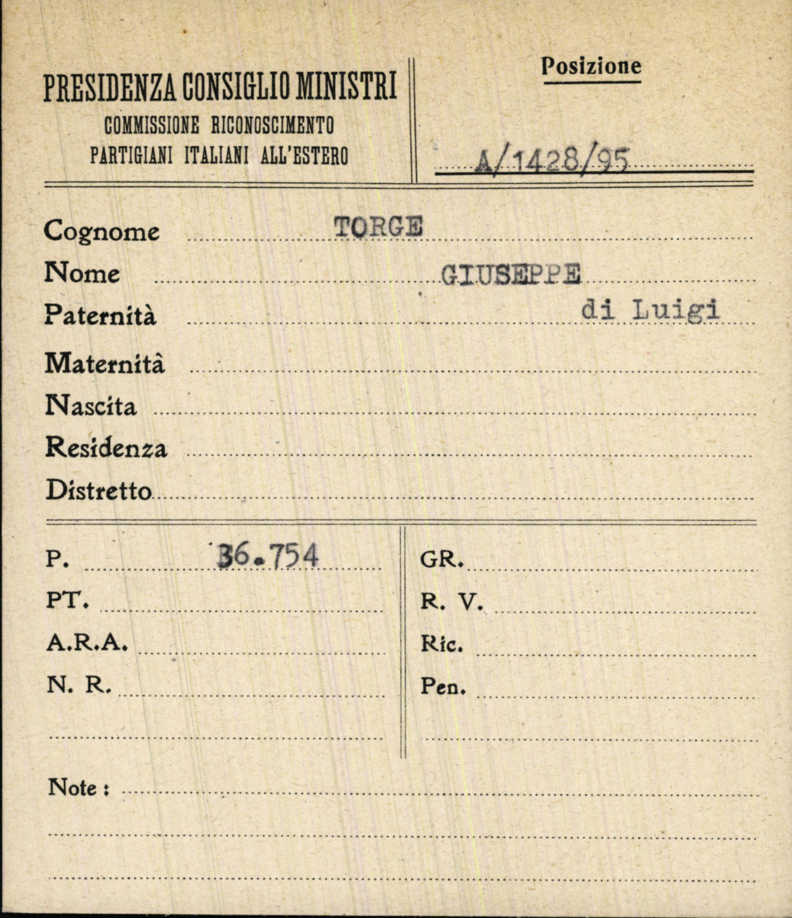 PRESIDENZA CONSIGLIO MINISTRI
COMMISSIONE RICONOSCIMENTO
PARTIGIANI ITALIANI ALL'ESTERO
Posizione
A/1428/95
Cognome TORGE
Nome GIUSEPPE
Paternità di Luigi
Maternità
Nascita
Residenza
Distretto
P. 36.754
PT.
A.R.A.
N. R.
GR.
R. V.
Ric.
Pen.
Note :